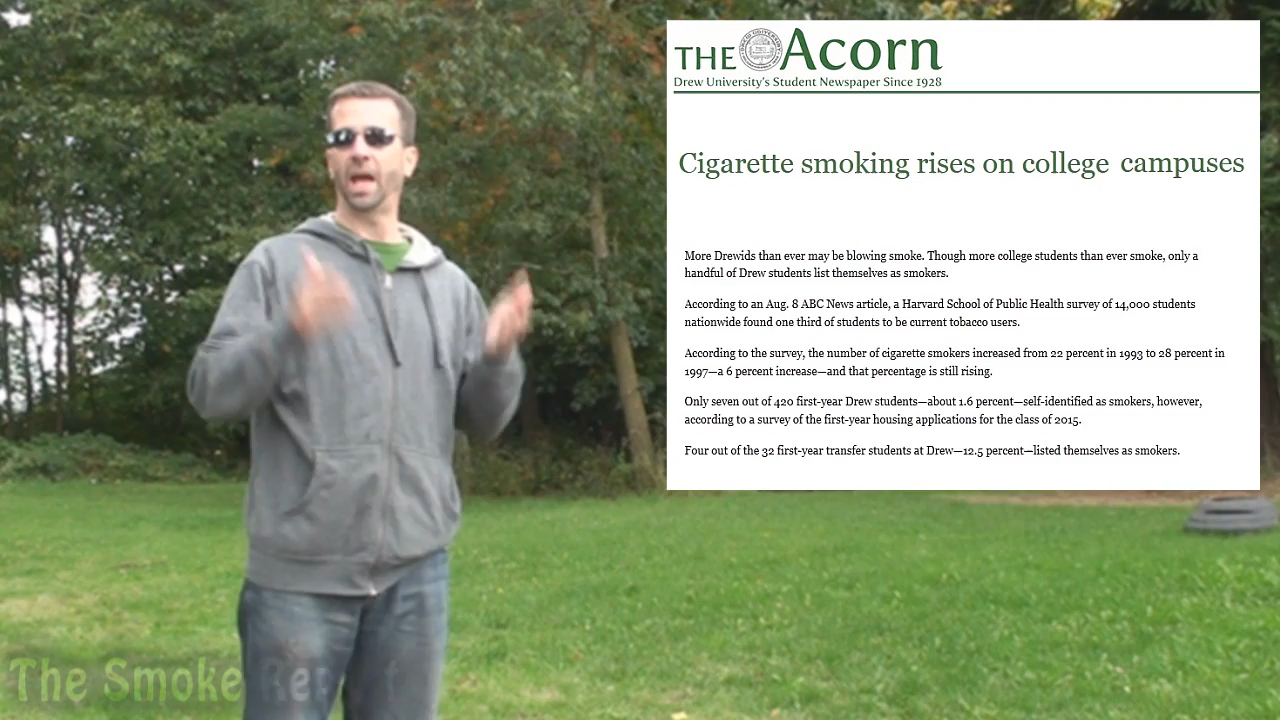 THE Acorn
Drew University's Student Newspaper Since 1928
Cigarette smoking rises on college campuses
More Drewids than ever may be blowing smoke. Though more college students than ever smoke, only a
handful of Drew students list themselves as smokers.
According to an Aug. 8 ABC News article, a Harvard School of Public Health survey of 14,000 students
nationwide found one third of students to be current tobacco users.
According to the survey, the number of cigarette smokers increased from 22 percent in 1993 to 28 percent in
1997—a 6 percent increase—and that percentage is still rising.
Only seven out of 420 first-year Drew students—about 1.6 percent—self-identified as smokers, however,
according to a survey of the first-year housing applications for the class of 2015.
Four out of the 32 first-year transfer students at Drew—12.5 percent—listed themselves as smokers.
The Smoke